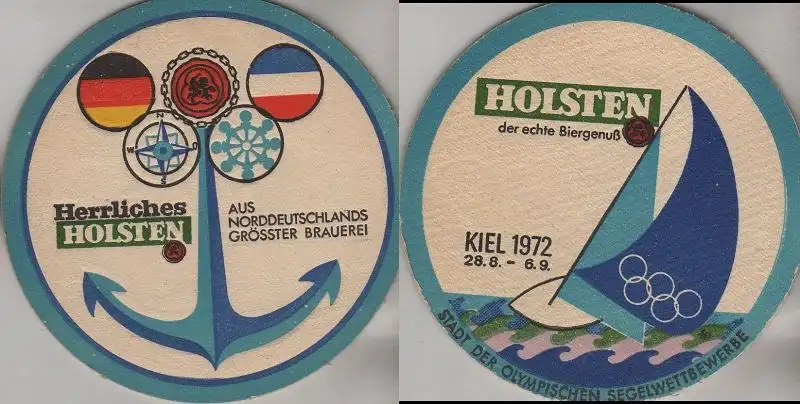 N
W O
S
Herrliches
HOLSTEN
AUS
NORDDEUTSCHLANDS
GRÖSSTER BRAUEREI
HOLSTEN
der echte Biergenuß
KIEL 1972
28.8. - 6.9.
STADT DER OLYMPISCHEN SEGELWETTBEWERBE